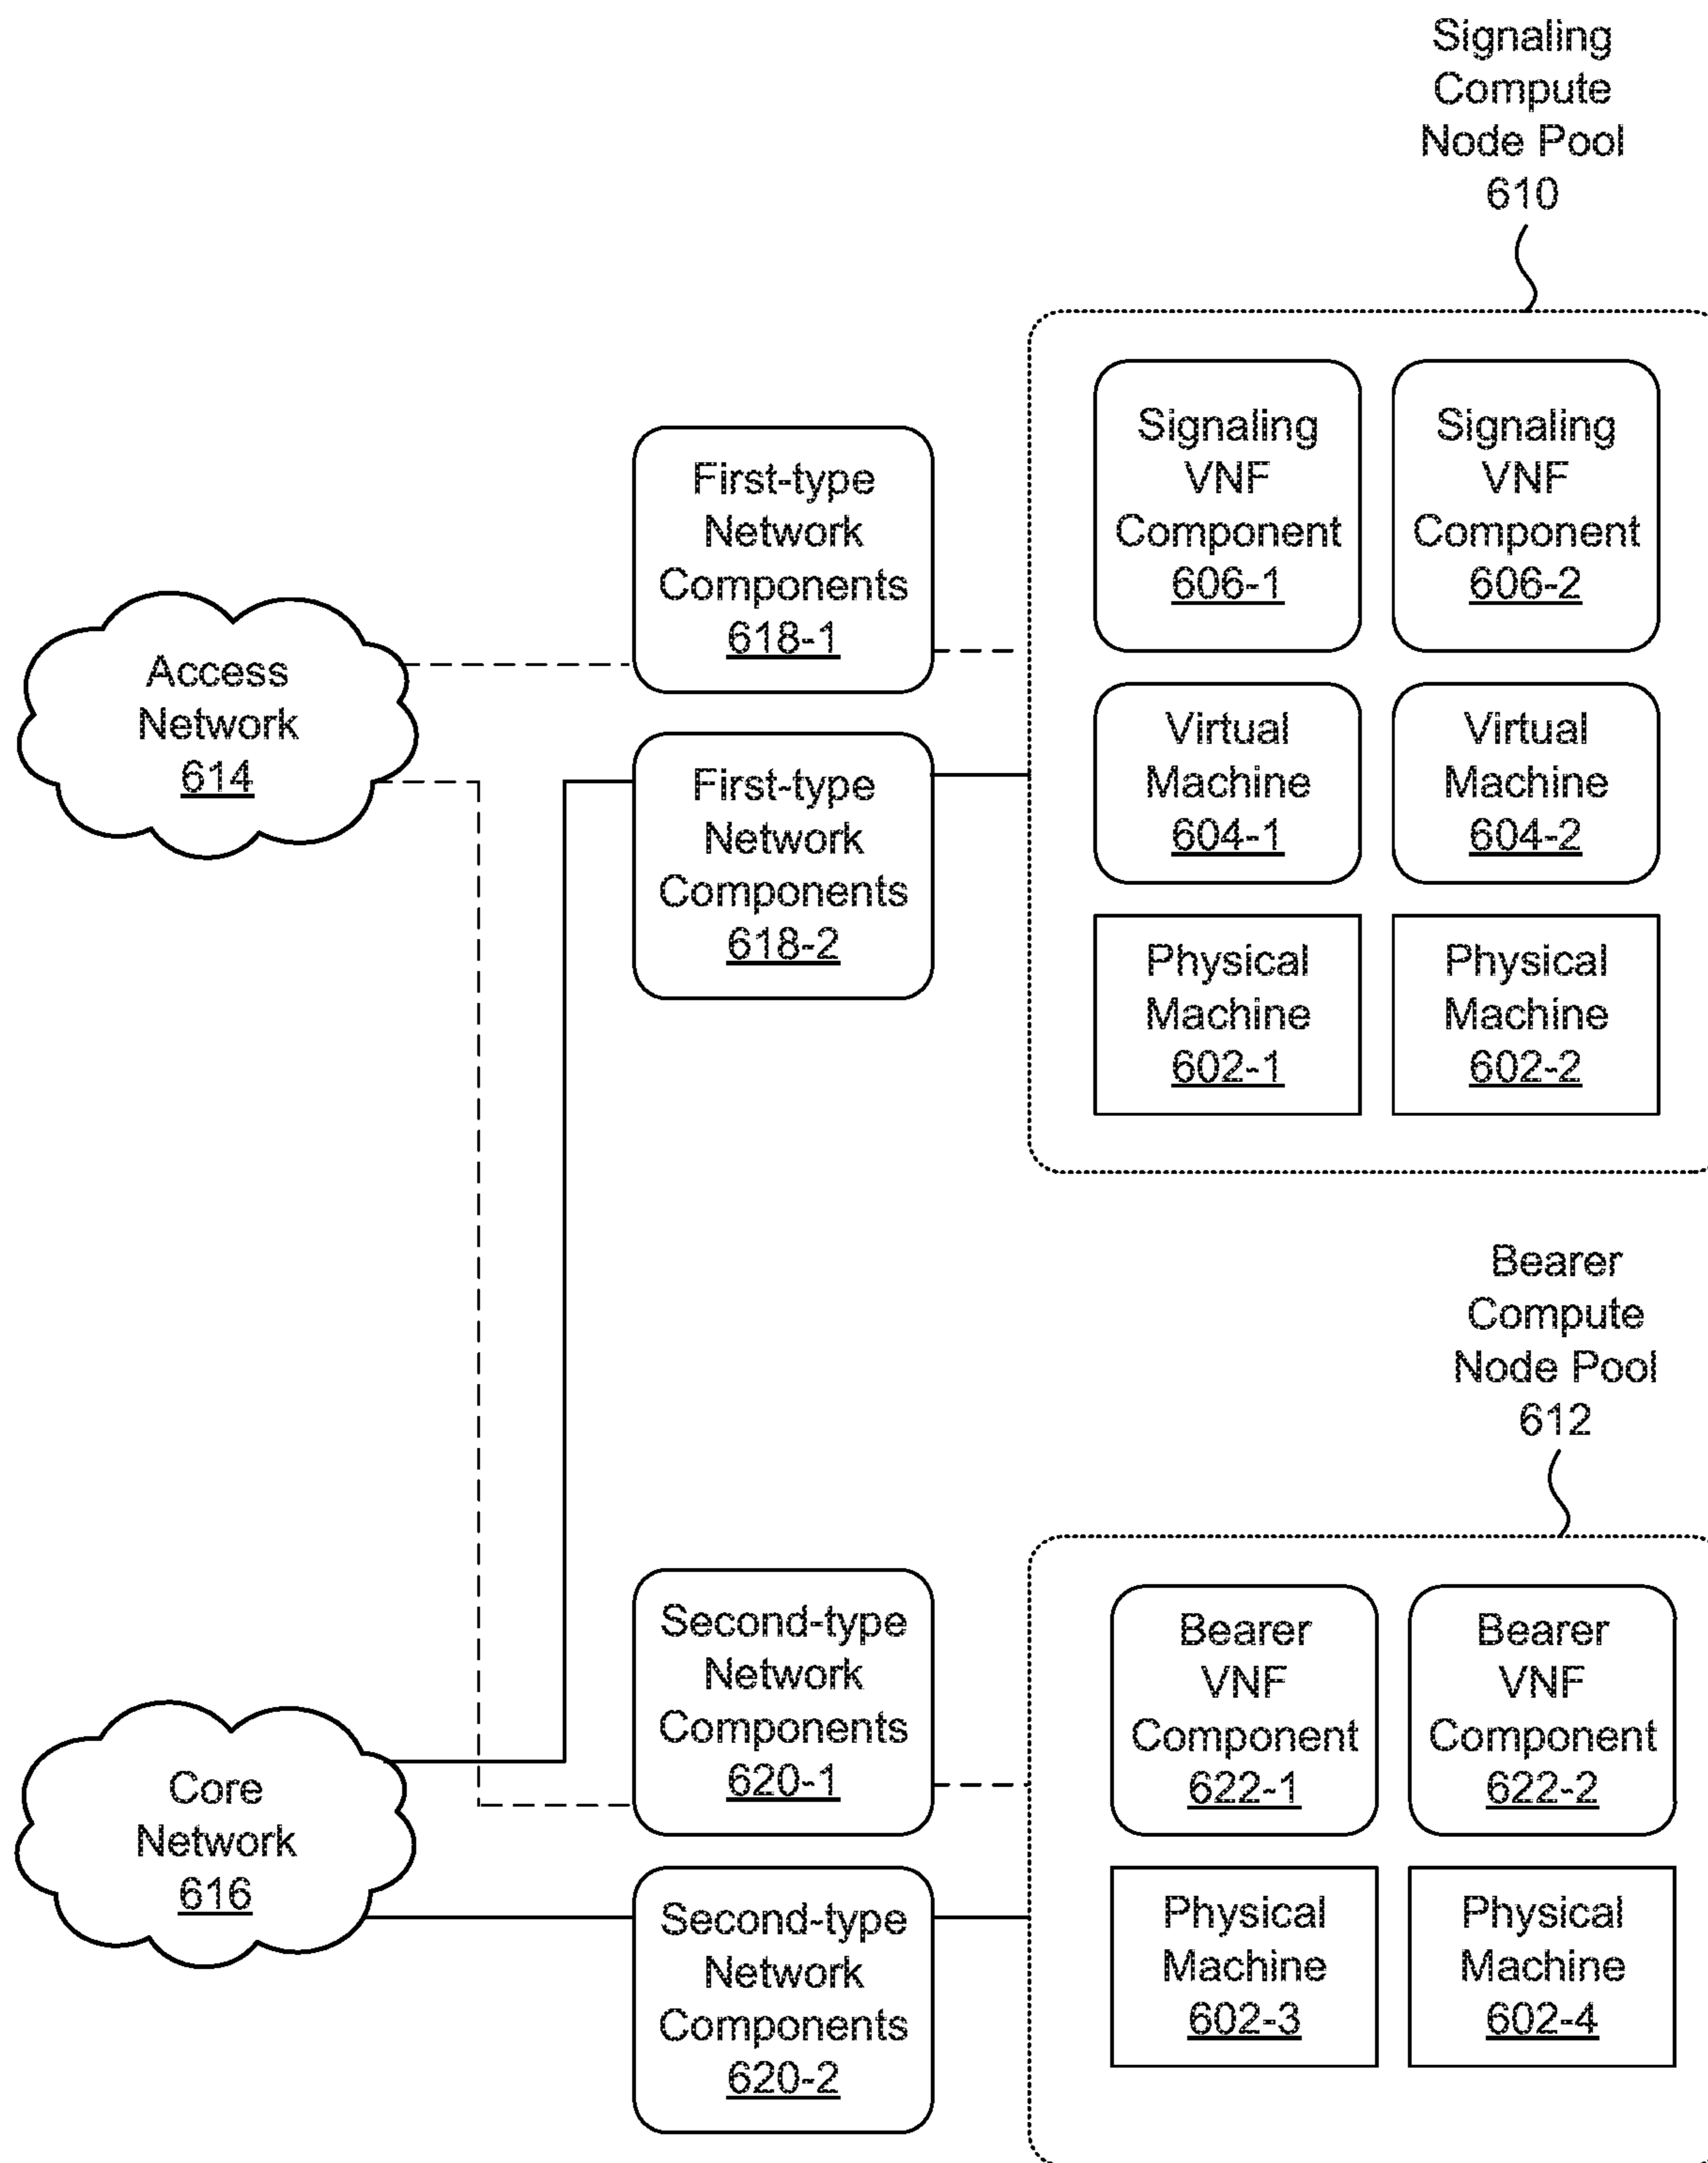 Signaling
Compute
Node Pool
610
Signaling
VNF
Component
606-1
Signaling
VNF
Component
606-2
First-type
Network
Components
618-1
Access
Network
614
Virtual
Machine
604-1
Virtual
Machine
604-2
First-type
Network
Components
618-2
Physical
Machine
602-1
Physical
Machine
602-2
Bearer
Compute
Node Pool
612
Second-type
Network
Components
620-1
Bearer
VNF
Component
622-1
Bearer
VNF
Component
622-2
Core
Network
616
Second-type
Network
Components
620-2
Physical
Machine
602-3
Physical
Machine
602-4